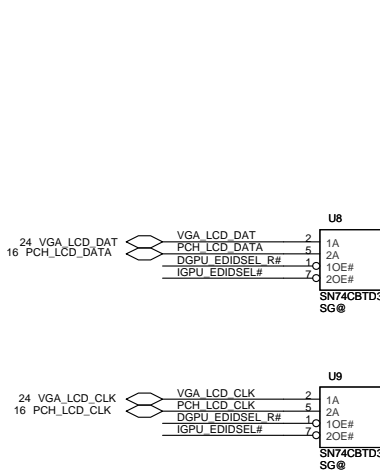 U8
24 VGA_LCD_DAT VGA_LCD_DAT 2 1A
16 PCH_LCD_DATA PCH_LCD_DATA 5 2A
DGPU_EDIDSEL_R# 1 1OE#
IGPU_EDIDSEL# 7 2OE#
SN74CBTD3
SG@
U9
24 VGA_LCD_CLK VGA_LCD_CLK 2 1A
16 PCH_LCD_CLK PCH_LCD_CLK 5 2A
DGPU_EDIDSEL_R# 1 1OE#
IGPU_EDIDSEL# 7 2OE#
SN74CBTD3
SG@